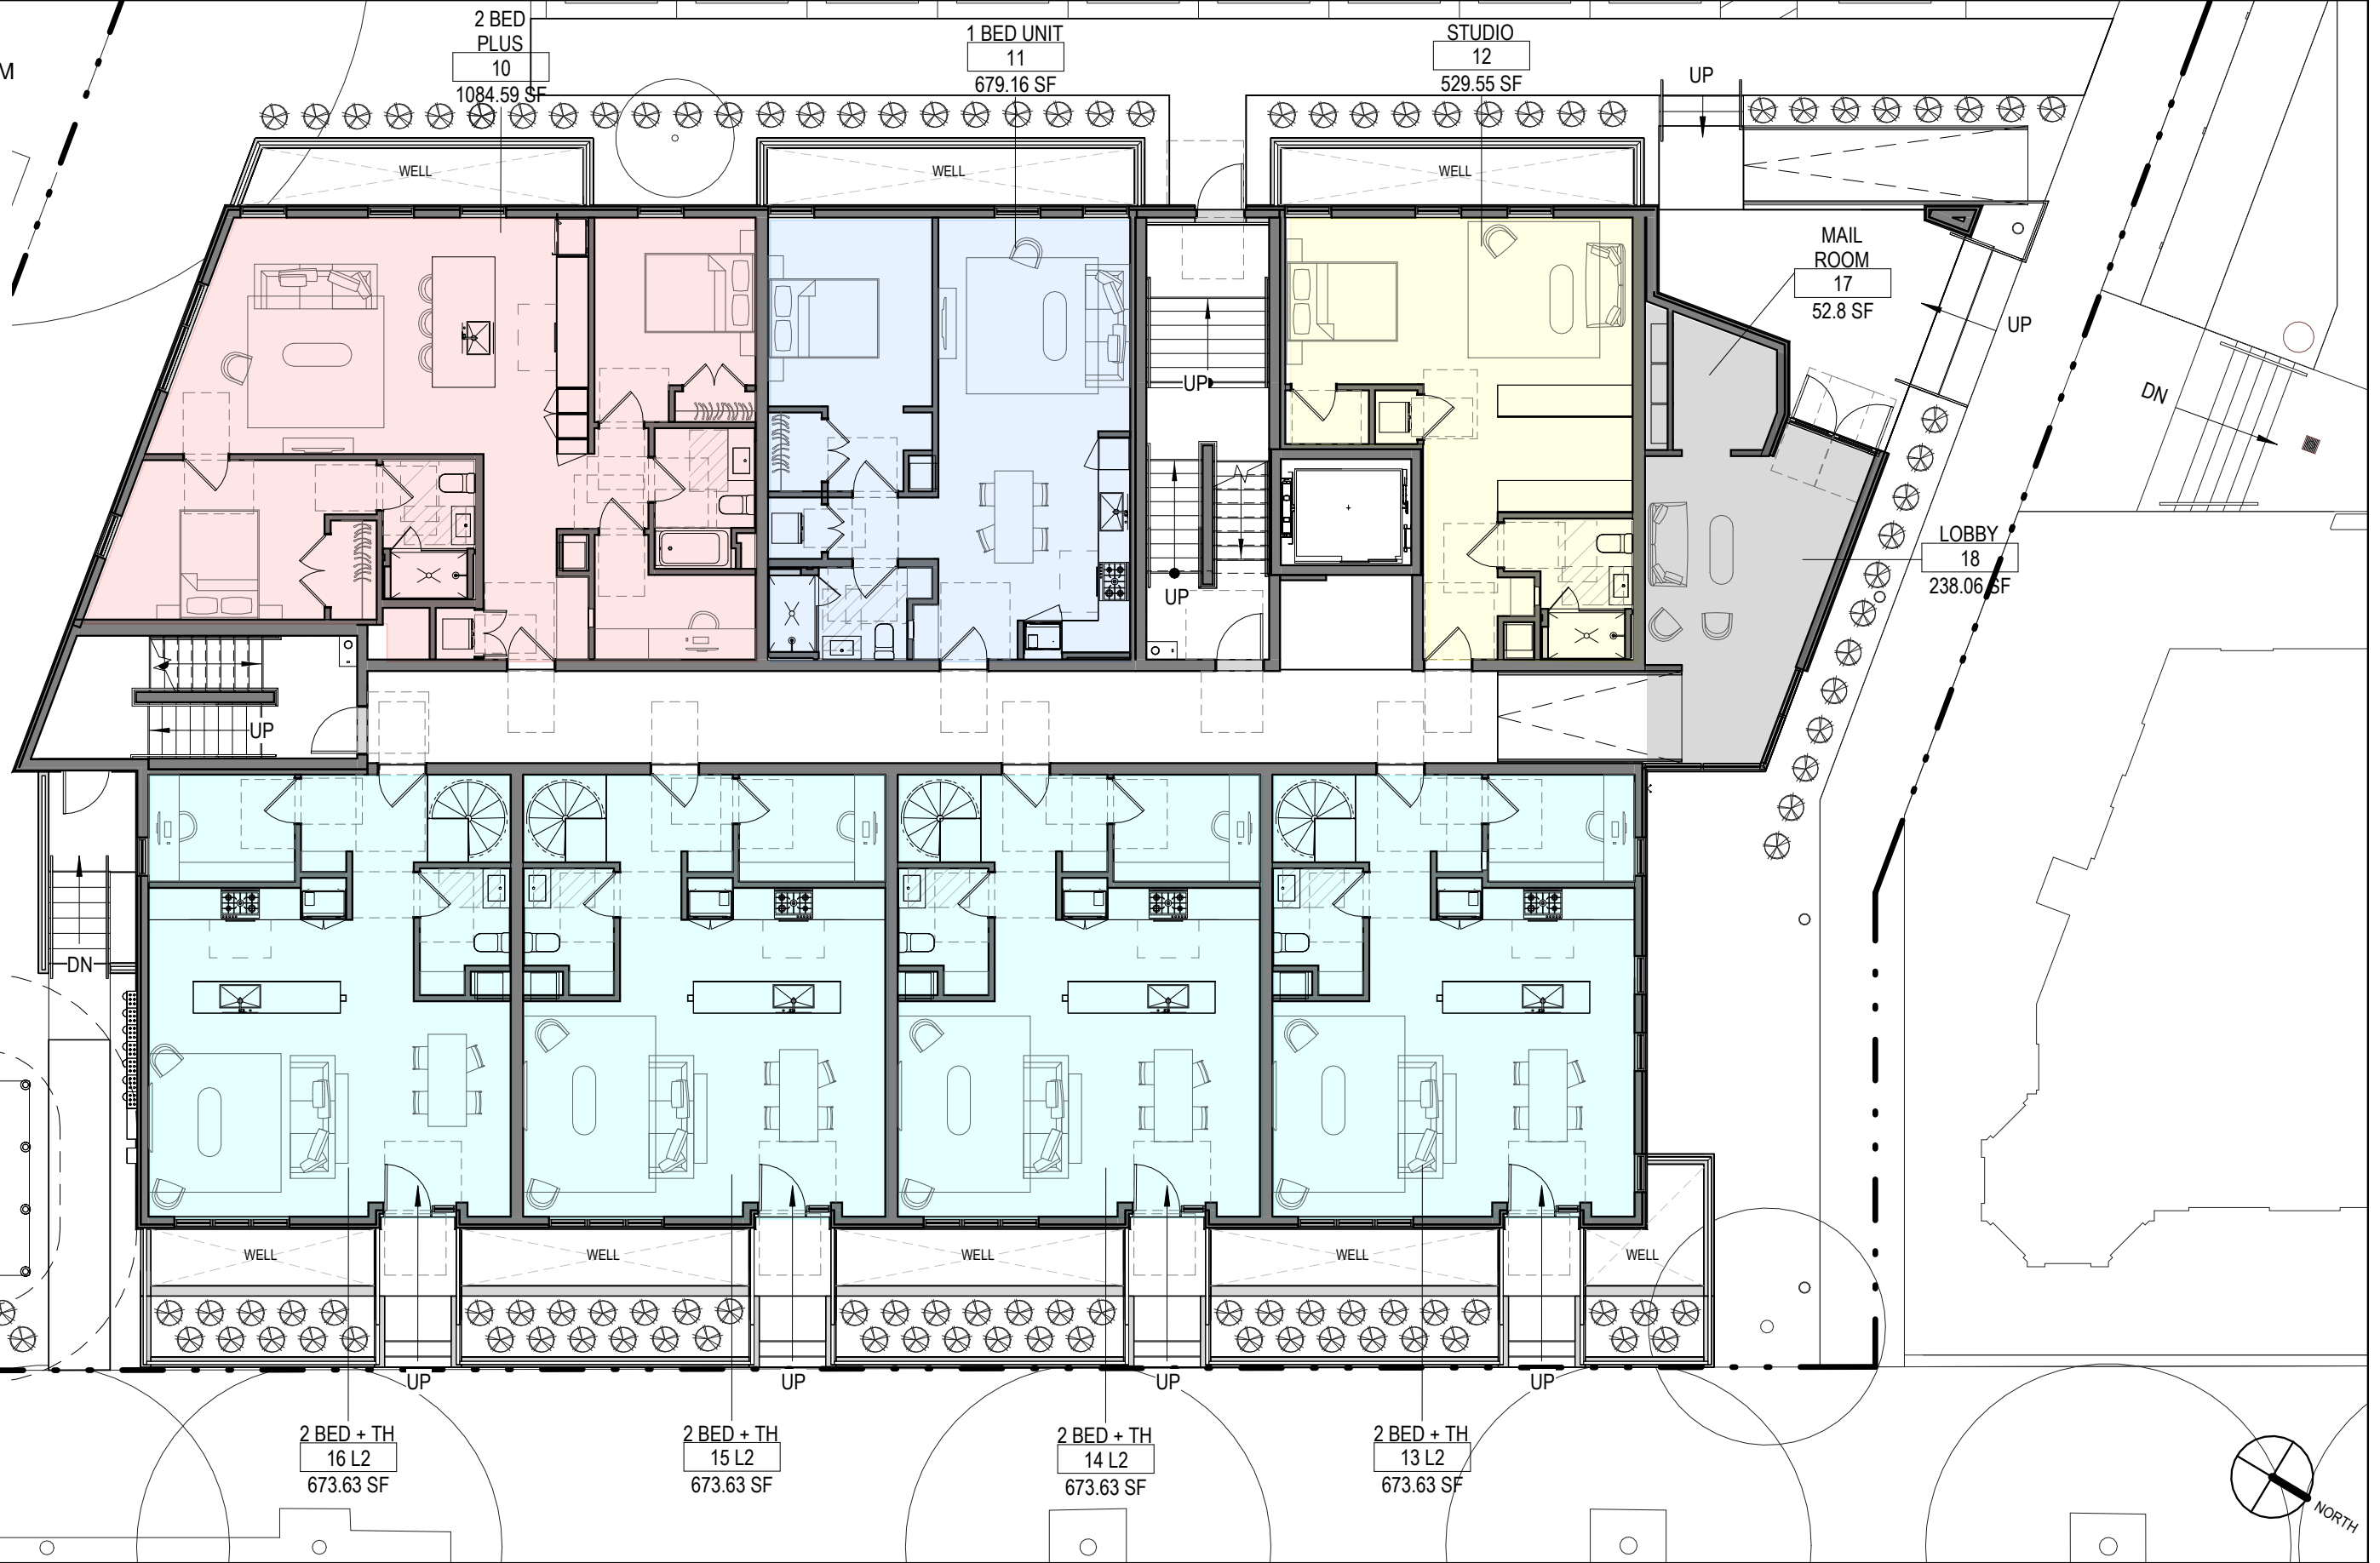 M
2 BED
PLUS
10
1084.59 SF
1 BED UNIT
11
679.16 SF
STUDIO
12
529.55 SF
UP
WELL
WELL
WELL
MAIL
ROOM
17
52.8 SF
UP
DN
UP
LOBBY
18
238.06 SF
UP
UP
DN
WELL
WELL
WELL
WELL
WELL
UP
UP
UP
UP
2 BED + TH
16 L2
673.63 SF
2 BED + TH
15 L2
673.63 SF
2 BED + TH
14 L2
673.63 SF
2 BED + TH
13 L2
673.63 SF
NORTH